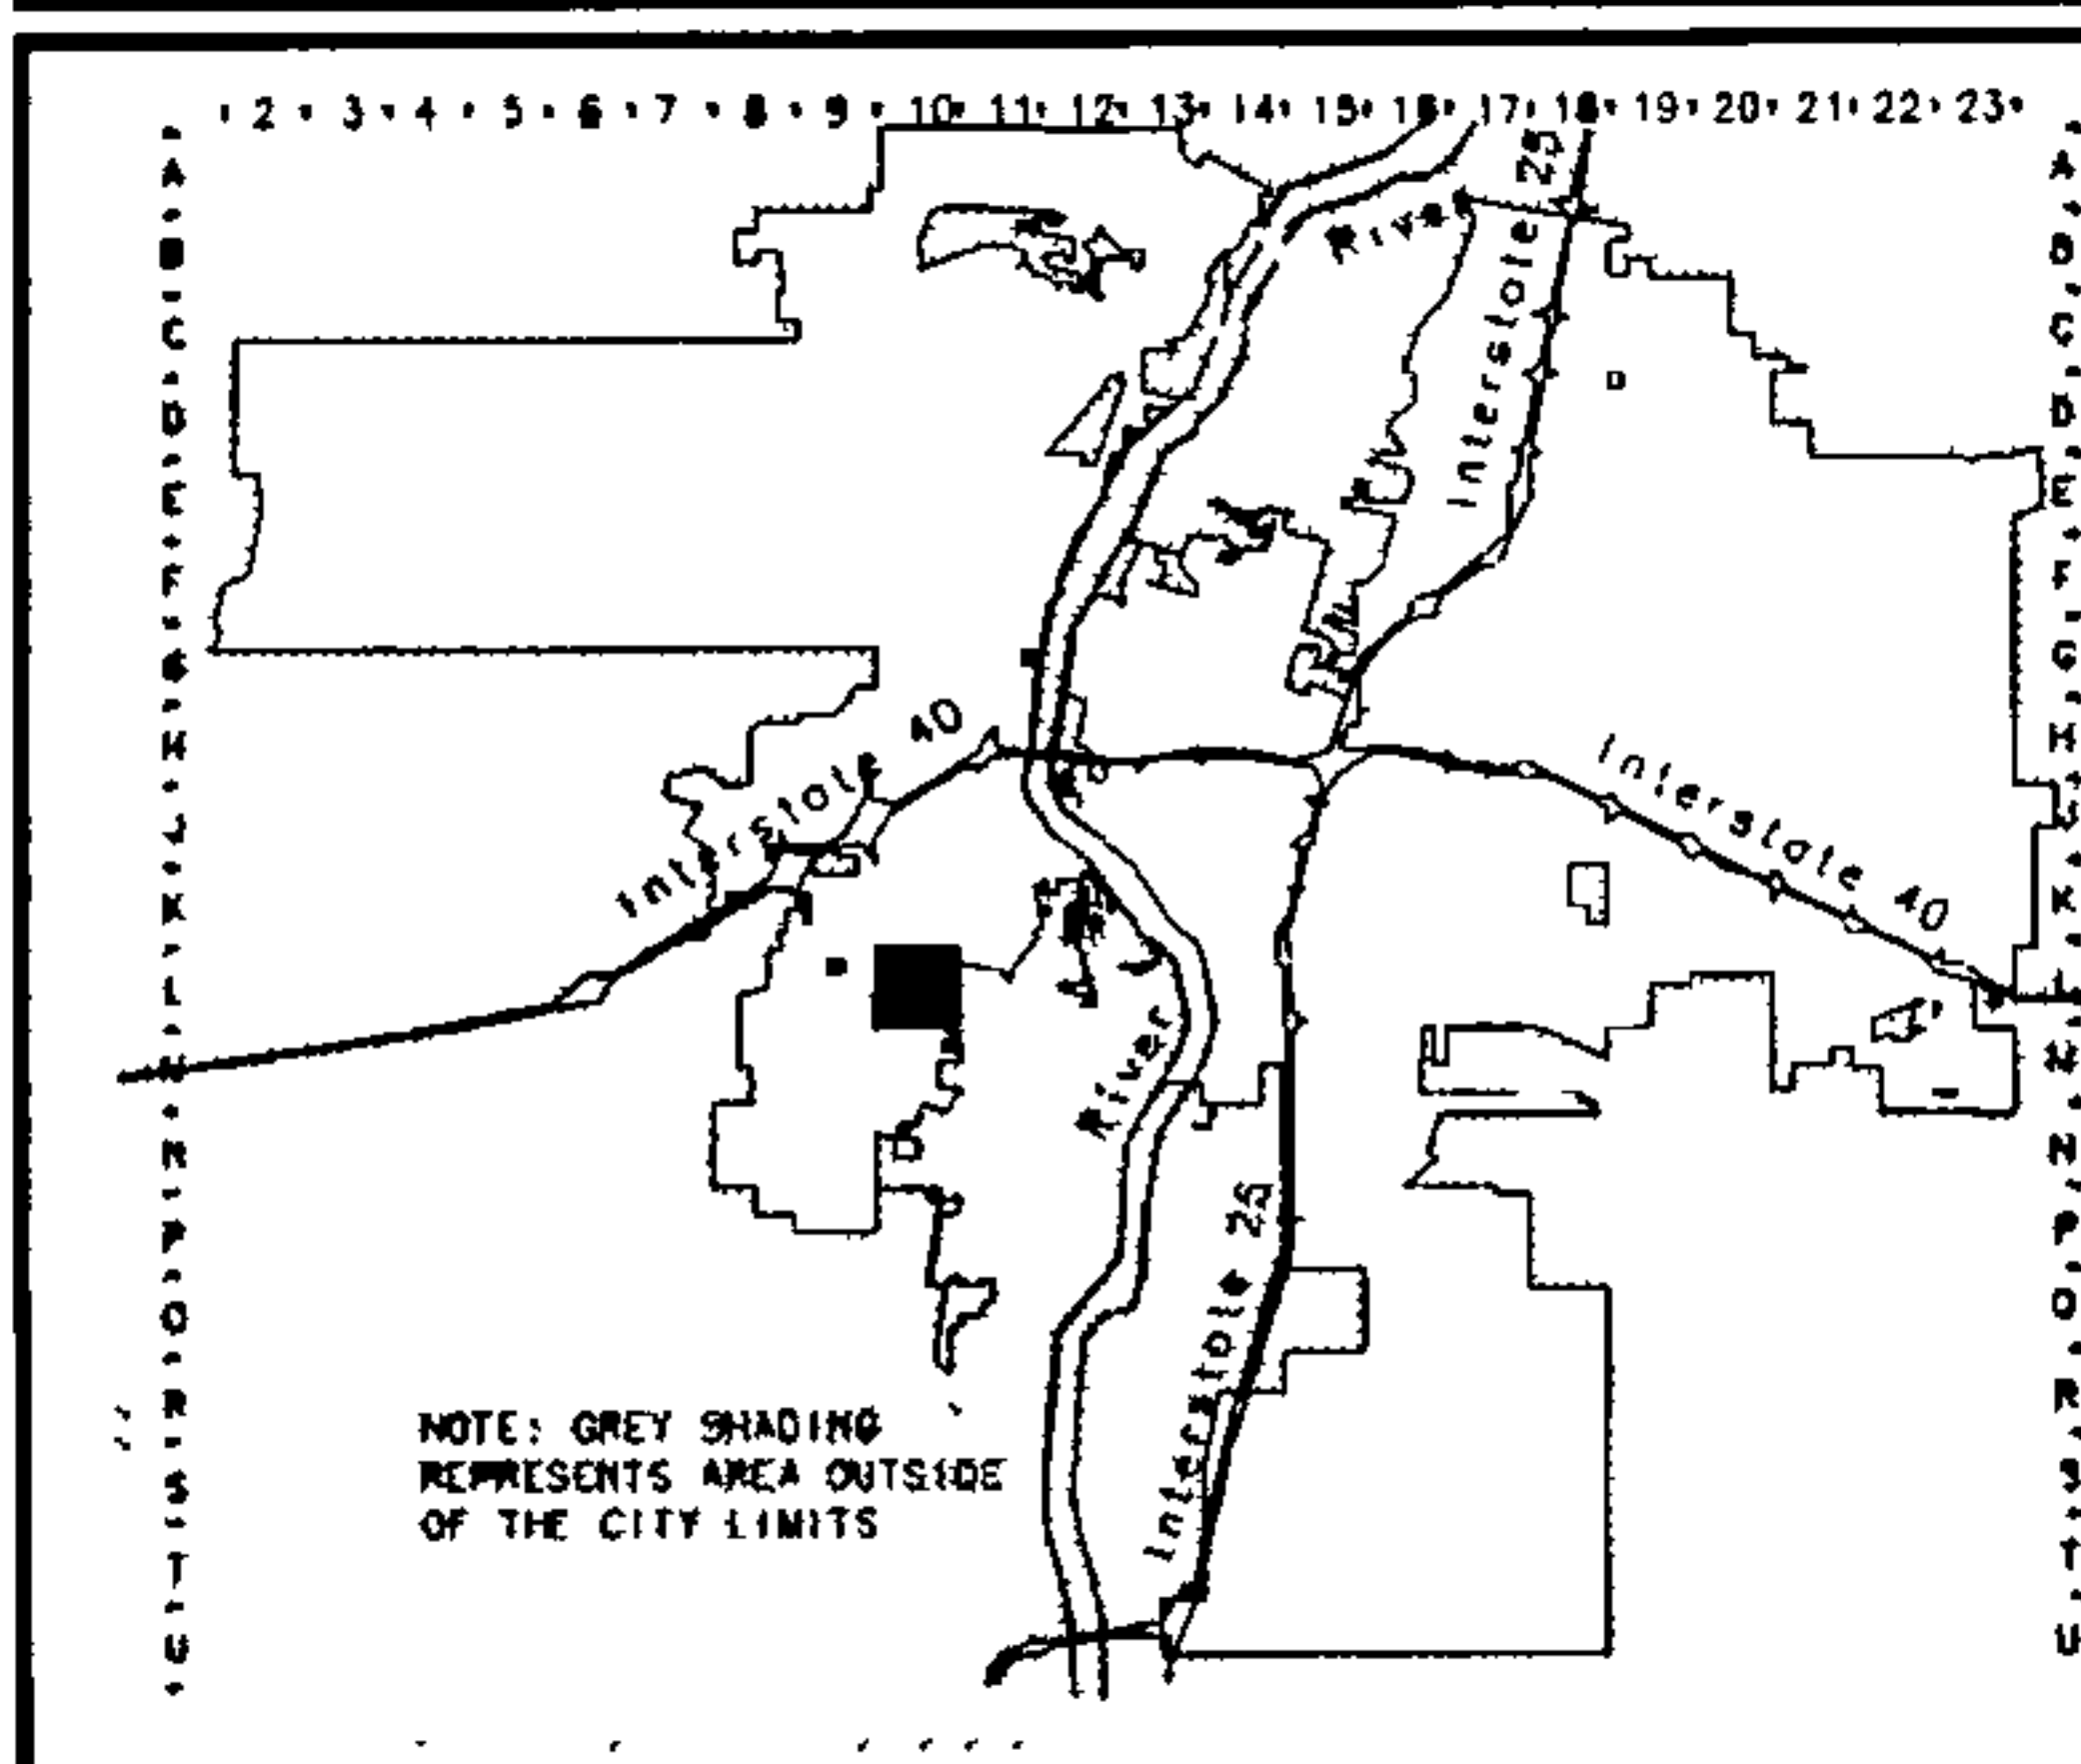 2 3 4 5 6 7 8 9 10 11 12 13 14 15 16 17 18 19 20 21 22 23
A
B
C
D
E
F
G
H
J
K
L
M
N
P
Q
R
S
T
U
River
Interstate 25
Interstate 40
Interstate 40
River
Interstate 25
NOTE: GREY SHADING
REPRESENTS AREA OUTSIDE
OF THE CITY LIMITS
A
B
C
D
E
F
G
H
J
K
L
M
N
P
Q
R
S
T
U